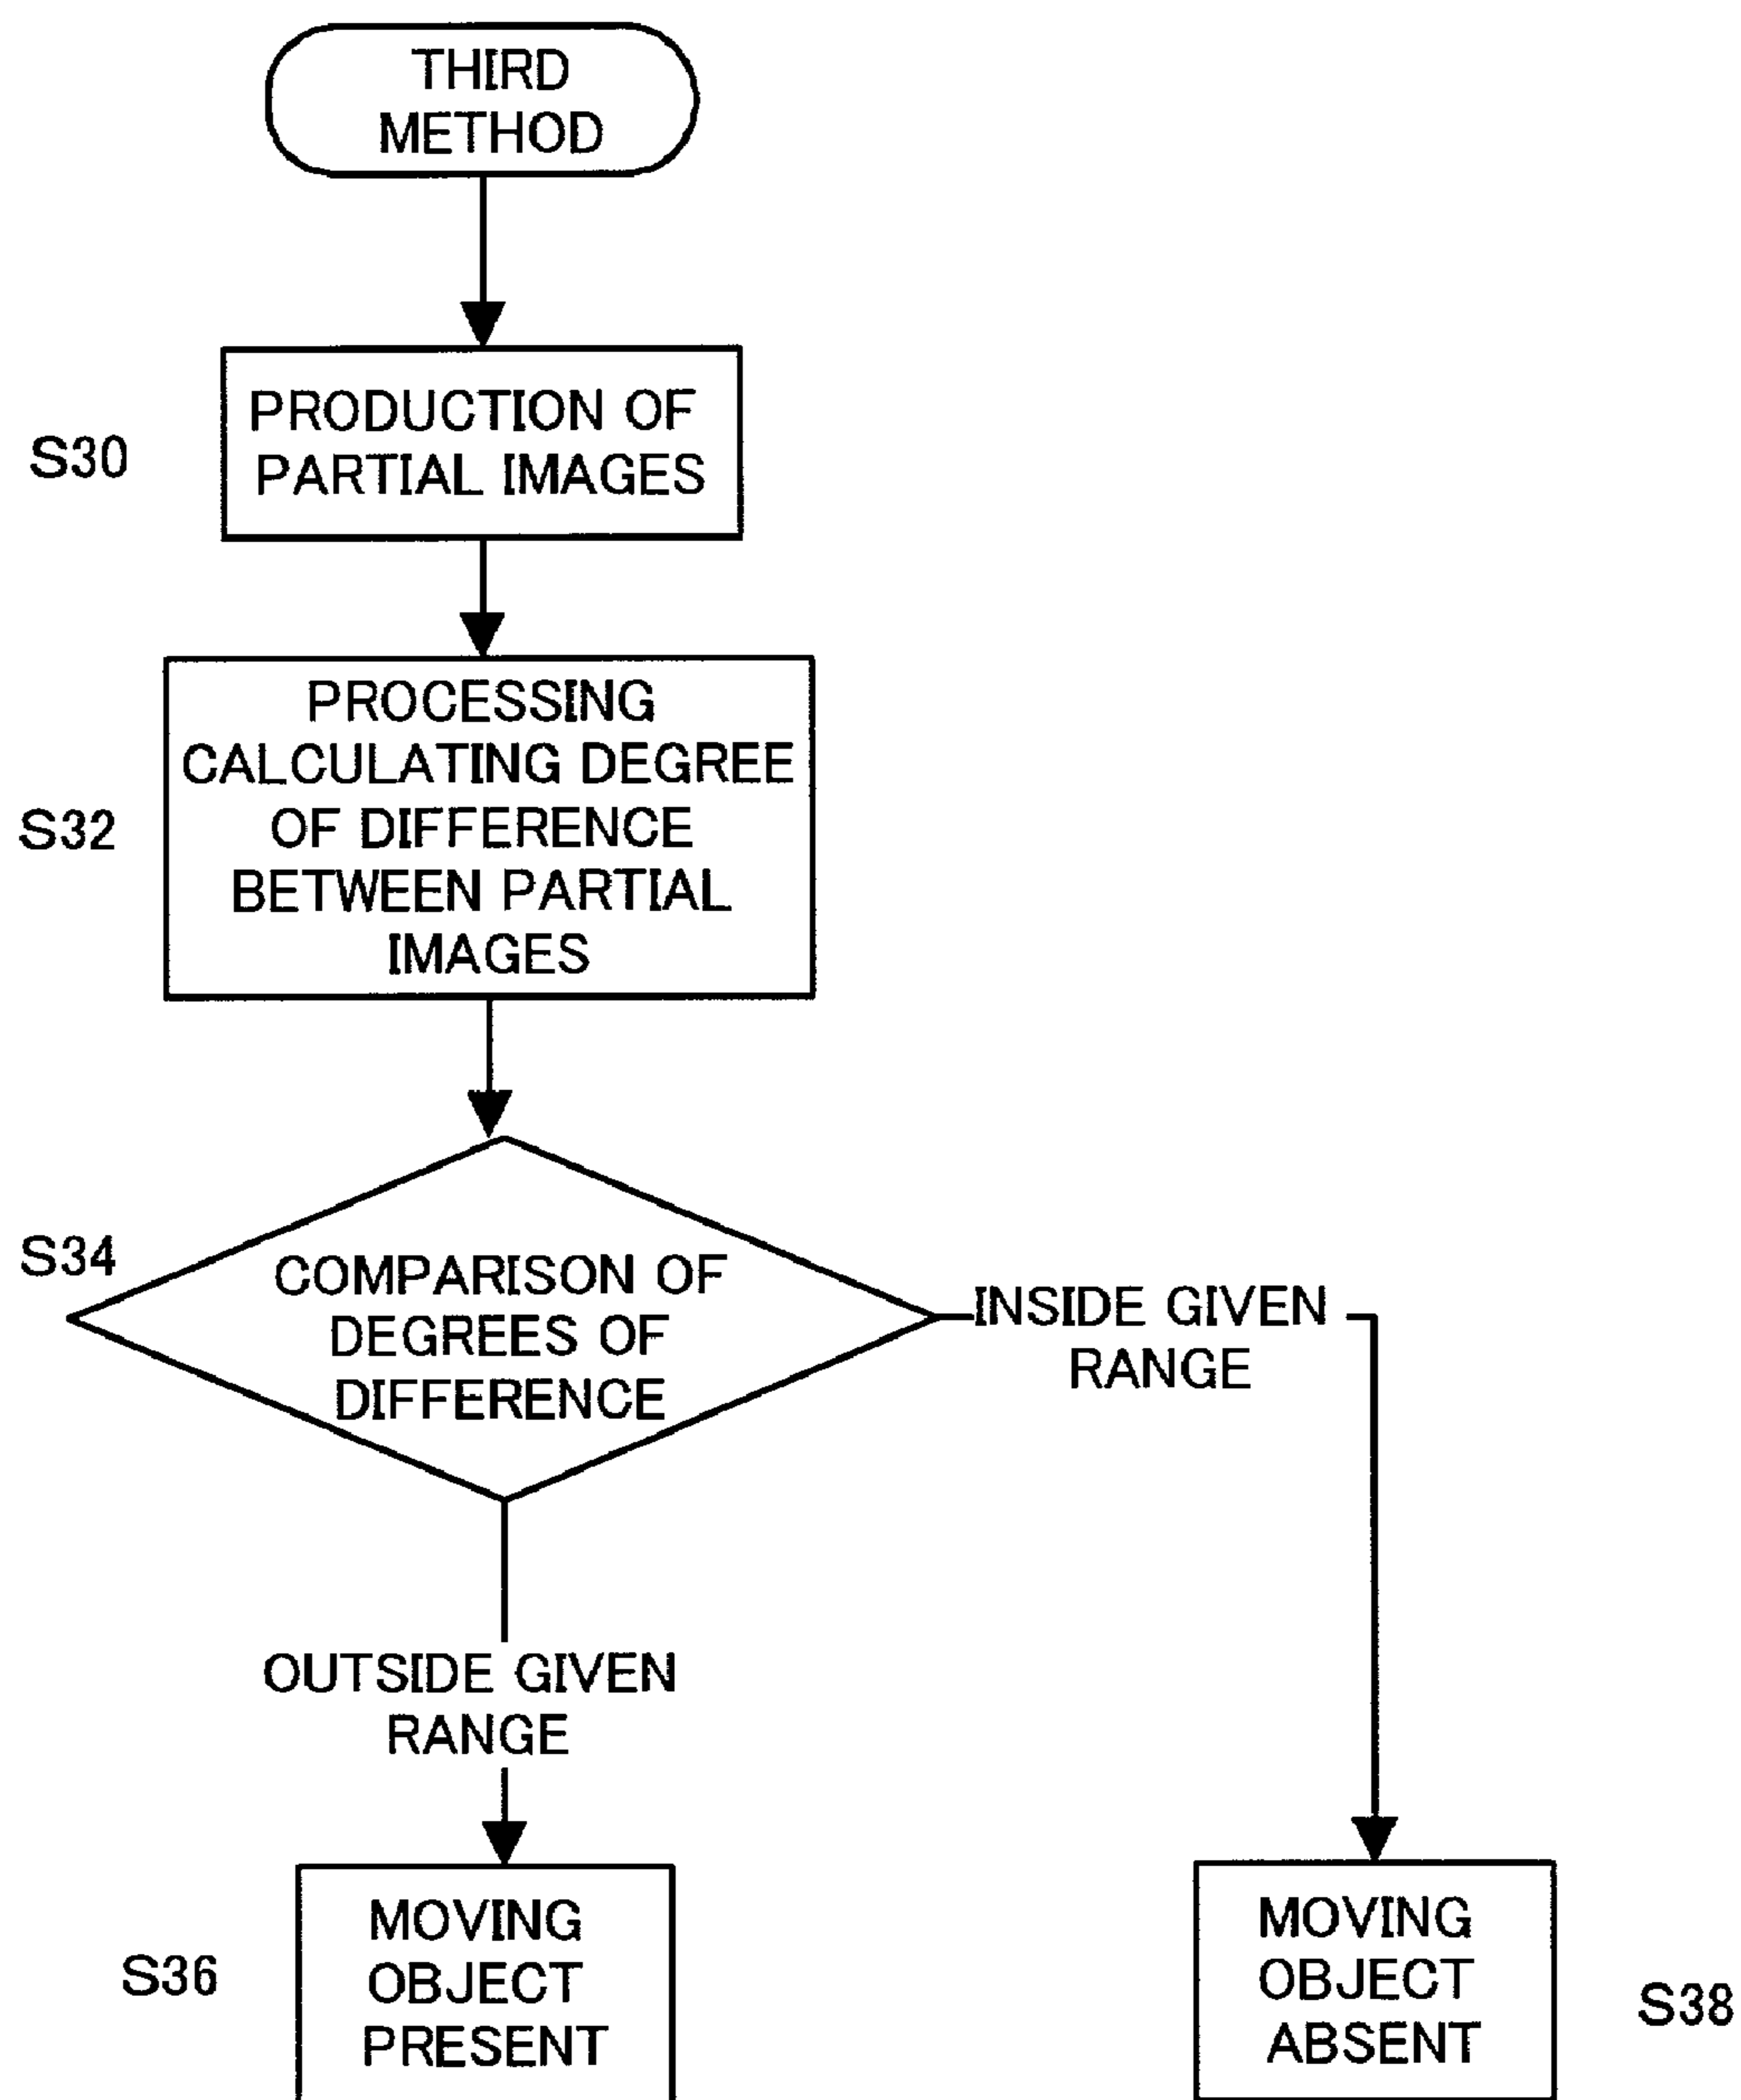 THIRD
METHOD
S30
PRODUCTION OF
PARTIAL IMAGES
S32
PROCESSING
CALCULATING DEGREE
OF DIFFERENCE
BETWEEN PARTIAL
IMAGES
S34
COMPARISON OF
DEGREES OF
DIFFERENCE
INSIDE GIVEN
RANGE
OUTSIDE GIVEN
RANGE
S36
MOVING
OBJECT
PRESENT
MOVING
OBJECT
ABSENT
S38